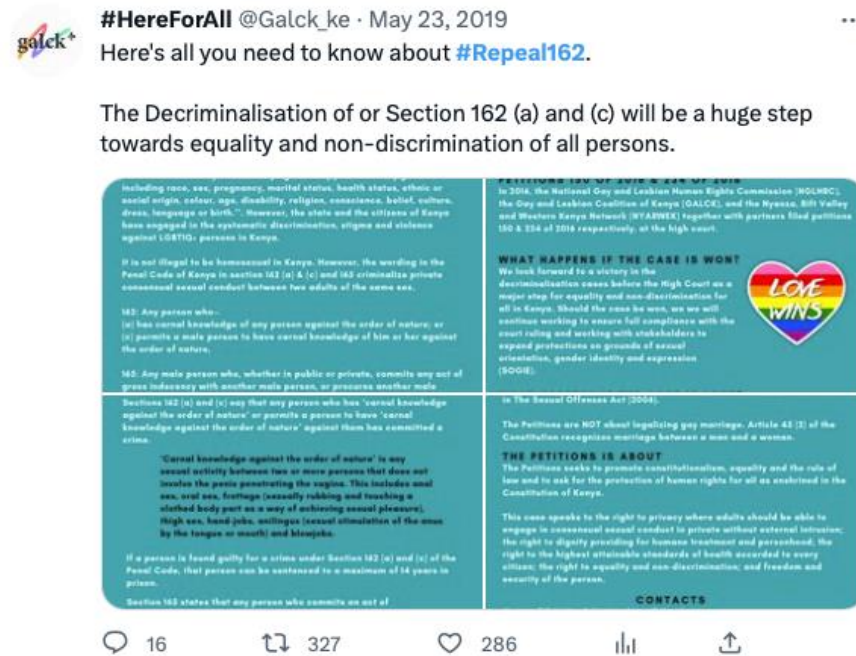 galck+
#HereForAll @Galck_ke · May 23, 2019
Here's all you need to know about #Repeal162.
The Decriminalisation of or Section 162 (a) and (c) will be a huge step
towards equality and non-discrimination of all persons.
including race, sex, pregnancy, marital status, health status, ethnic or
social origin, colour, age, disability, religion, conscience, belief, culture,
dress, language or birth.". However, the state and the citizens of Kenya
have engaged in the systematic discrimination, stigma and violence
against LGBTIQ+ persons in Kenya.
It is not illegal to be homosexual in Kenya. However, the wording in the
Penal Code of Kenya in section 162 (a) & (c) and 165 criminalize private
consensual sexual conduct between two adults of the same sex.
162: Any person who-
(a) has carnal knowledge of any person against the order of nature; or
(c) permits a male person to have carnal knowledge of him or her against
the order of nature.
165: Any male person who, whether in public or private, commits any act of
gross indecency with another male person, or procures another male
PETITIONS 150 OF 2016 & 234 OF 2016
In 2016, the National Gay and Lesbian Human Rights Commission (NGLHRC),
the Gay and Lesbian Coalition of Kenya (GALCK), and the Nyanza, Rift Valley
and Western Kenya Network (NYARWEK) together with partners filed petitions
150 & 234 of 2016 respectively, at the high court.
WHAT HAPPENS IF THE CASE IS WON?
We look forward to a victory in the
decriminalisation cases before the High Court as a
major step for equality and non-discrimination for
all in Kenya. Should the case be won, we we will
continue working to ensure full compliance with the
court ruling and working with stakeholders to
expand protections on grounds of sexual
orientation, gender identity and expression
(SOGIE).
LOVE
WINS
Sections 162 (a) and (c) say that any person who has 'carnal knowledge
against the order of nature' or permits a person to have 'carnal
knowledge against the order of nature' against them has committed a
crime.
'Carnal knowledge against the order of nature' is any
sexual activity between two or more persons that does not
involve the penis penetrating the vagina. This includes anal
sex, oral sex, frottage (sexually rubbing and touching a
clothed body part as a way of achieving sexual pleasure),
thigh sex, hand-jobs, anilingus (sexual stimulation of the anus
by the tongue or mouth) and blowjobs.
If a person is found guilty for a crime under Section 162 (a) and (c) of the
Penal Code, that person can be sentenced to a maximum of 14 years in
prison.
Section 165 states that any person who commits an act of
in The Sexual Offenses Act (2006).
The Petitions are NOT about legalizing gay marriage. Article 45 (2) of the
Constitution recognizes marriage between a man and a woman.
THE PETITIONS IS ABOUT
The Petitions seeks to promote constitutionalism, equality and the rule of
law and to ask for the protection of human rights for all as enshrined in the
Constitution of Kenya.
This case speaks to the right to privacy where adults should be able to
engage in consensual sexual conduct in private without external intrusion;
the right to dignity providing for humane treatment and personhood; the
right to the highest attainable standards of health accorded to every
citizen; the right to equality and non-discrimination; and freedom and
security of the person.
CONTACTS
16
327
286